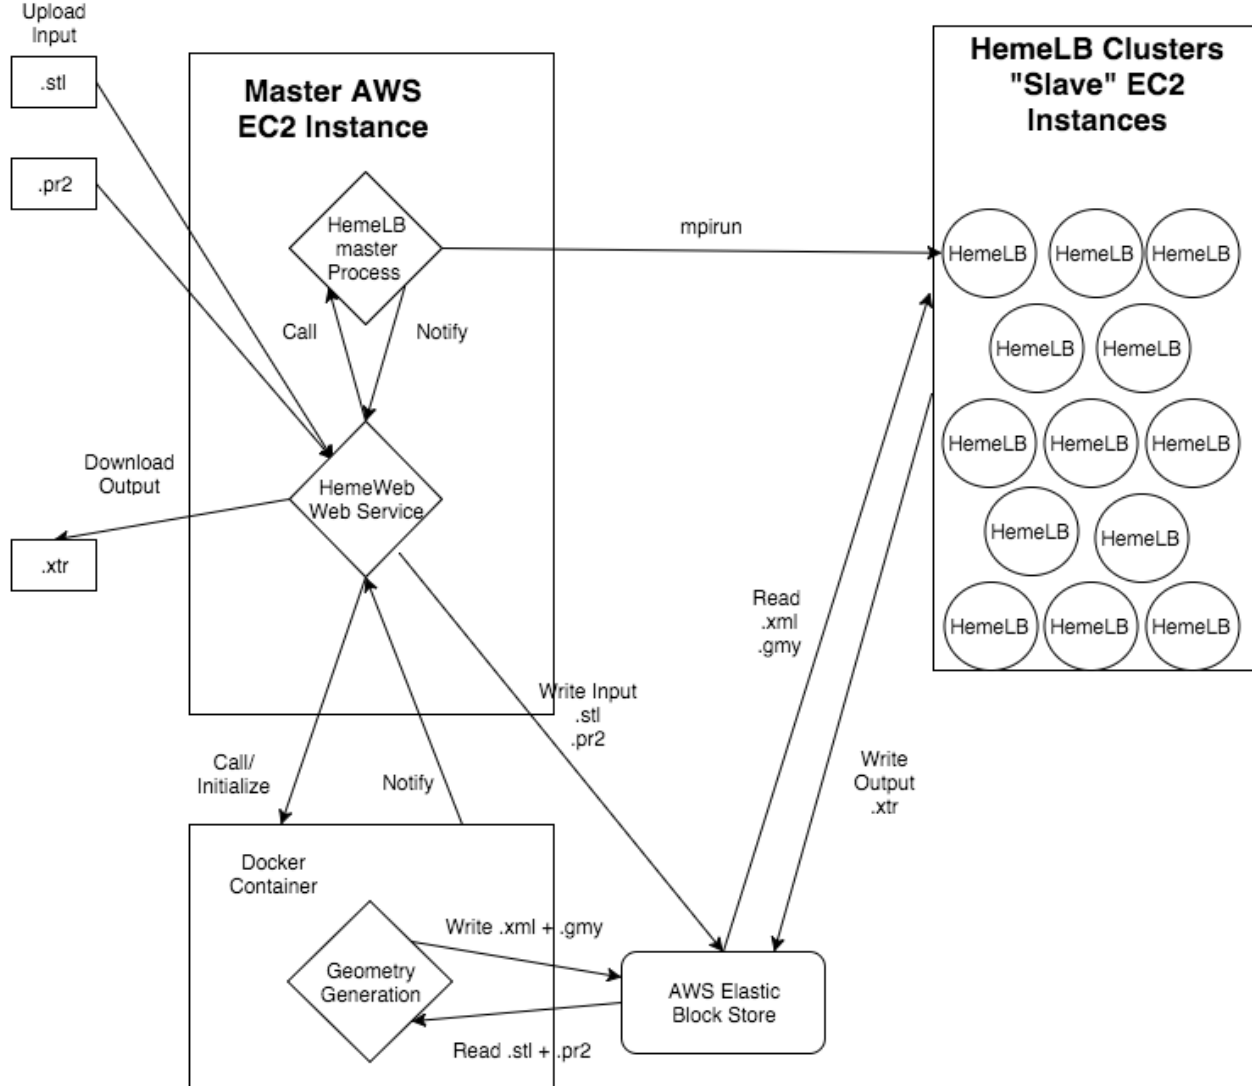 Upload
Input
.stl
.pr2
Master AWS
EC2 Instance
HemeLB
master
Process
Call
Notify
mpirun
HemeLB Clusters
"Slave" EC2
Instances
HemeLB
HemeLB
HemeLB
HemeLB
HemeLB
HemeLB
HemeLB
HemeLB
HemeLB
HemeLB
HemeLB
HemeLB
HemeLB
Download
Output
.xtr
HemeWeb
Web Service
Read
.xml
.gmy
Write Input
.stl
.pr2
Write
Output
.xtr
Call/
Initialize
Notify
Docker
Container
Geometry
Generation
Write .xml + .gmy
Read .stl + .pr2
AWS Elastic
Block Store